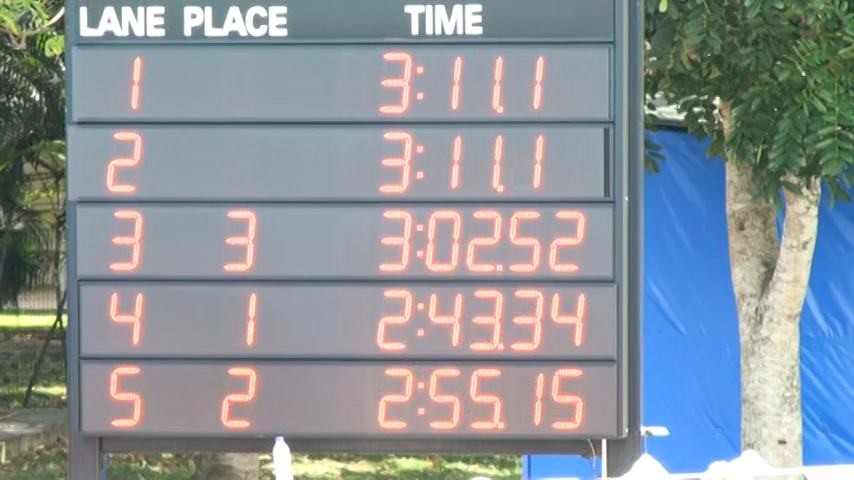 LANE PLACE TIME
1 3:11.1
2 3:11.1
3 3 3:02.52
4 1 2:43.34
5 2 2:55.15